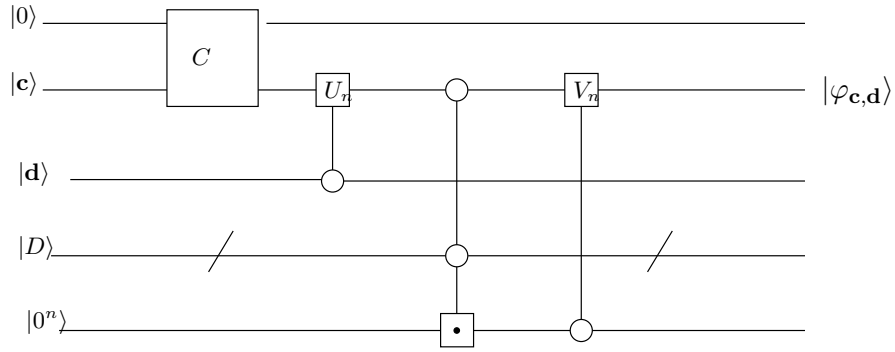 |0⟩
C
|c⟩ U_n V_n |φ_{c,d}⟩
|d⟩
|D⟩
|0^n⟩